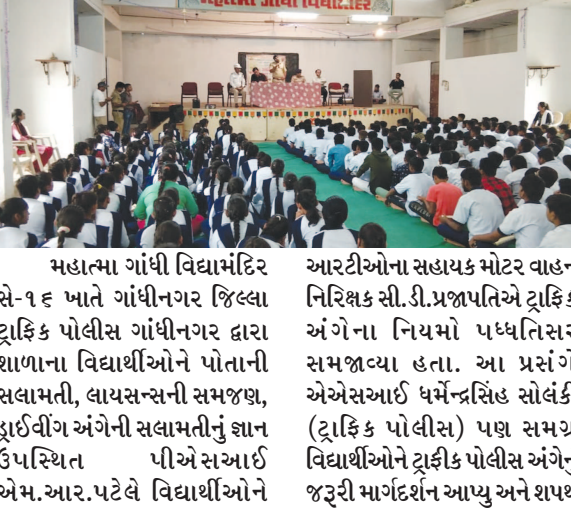 મહાત્મા ગાંધી વિદ્યામંદિર
મહાત્મા ગાંધી વિદ્યામંદિર
સે-૧૬ ખાતે ગાંધીનગર જિલ્લા
ટ્રાફિક પોલીસ ગાંધીનગર દ્વારા
શાળાના વિદ્યાર્થીઓને પોતાની
સલામતી, લાયસન્સની સમજણ,
ડ્રાઈવીંગ અંગેની સલામતીનું જ્ઞાન
ઉપસ્થિત પીએસઆઈ
એમ.આર.પટેલે વિદ્યાર્થીઓને
આરટીઓના સહાયક મોટર વાહન
નિરિક્ષક સી.ડી.પ્રજાપતિએ ટ્રાફિક
અંગેના નિયમો પધ્ધતિસર
સમજાવ્યા હતા. આ પ્રસંગે
એએસઆઈ ધર્મેન્દ્રસિંહ સોલંકી
(ટ્રાફિક પોલીસ) પણ સમગ્ર
વિદ્યાર્થીઓને ટ્રાફીક પોલીસ અંગેનુ
જરૂરી માર્ગદર્શન આપ્યુ અને શપથ